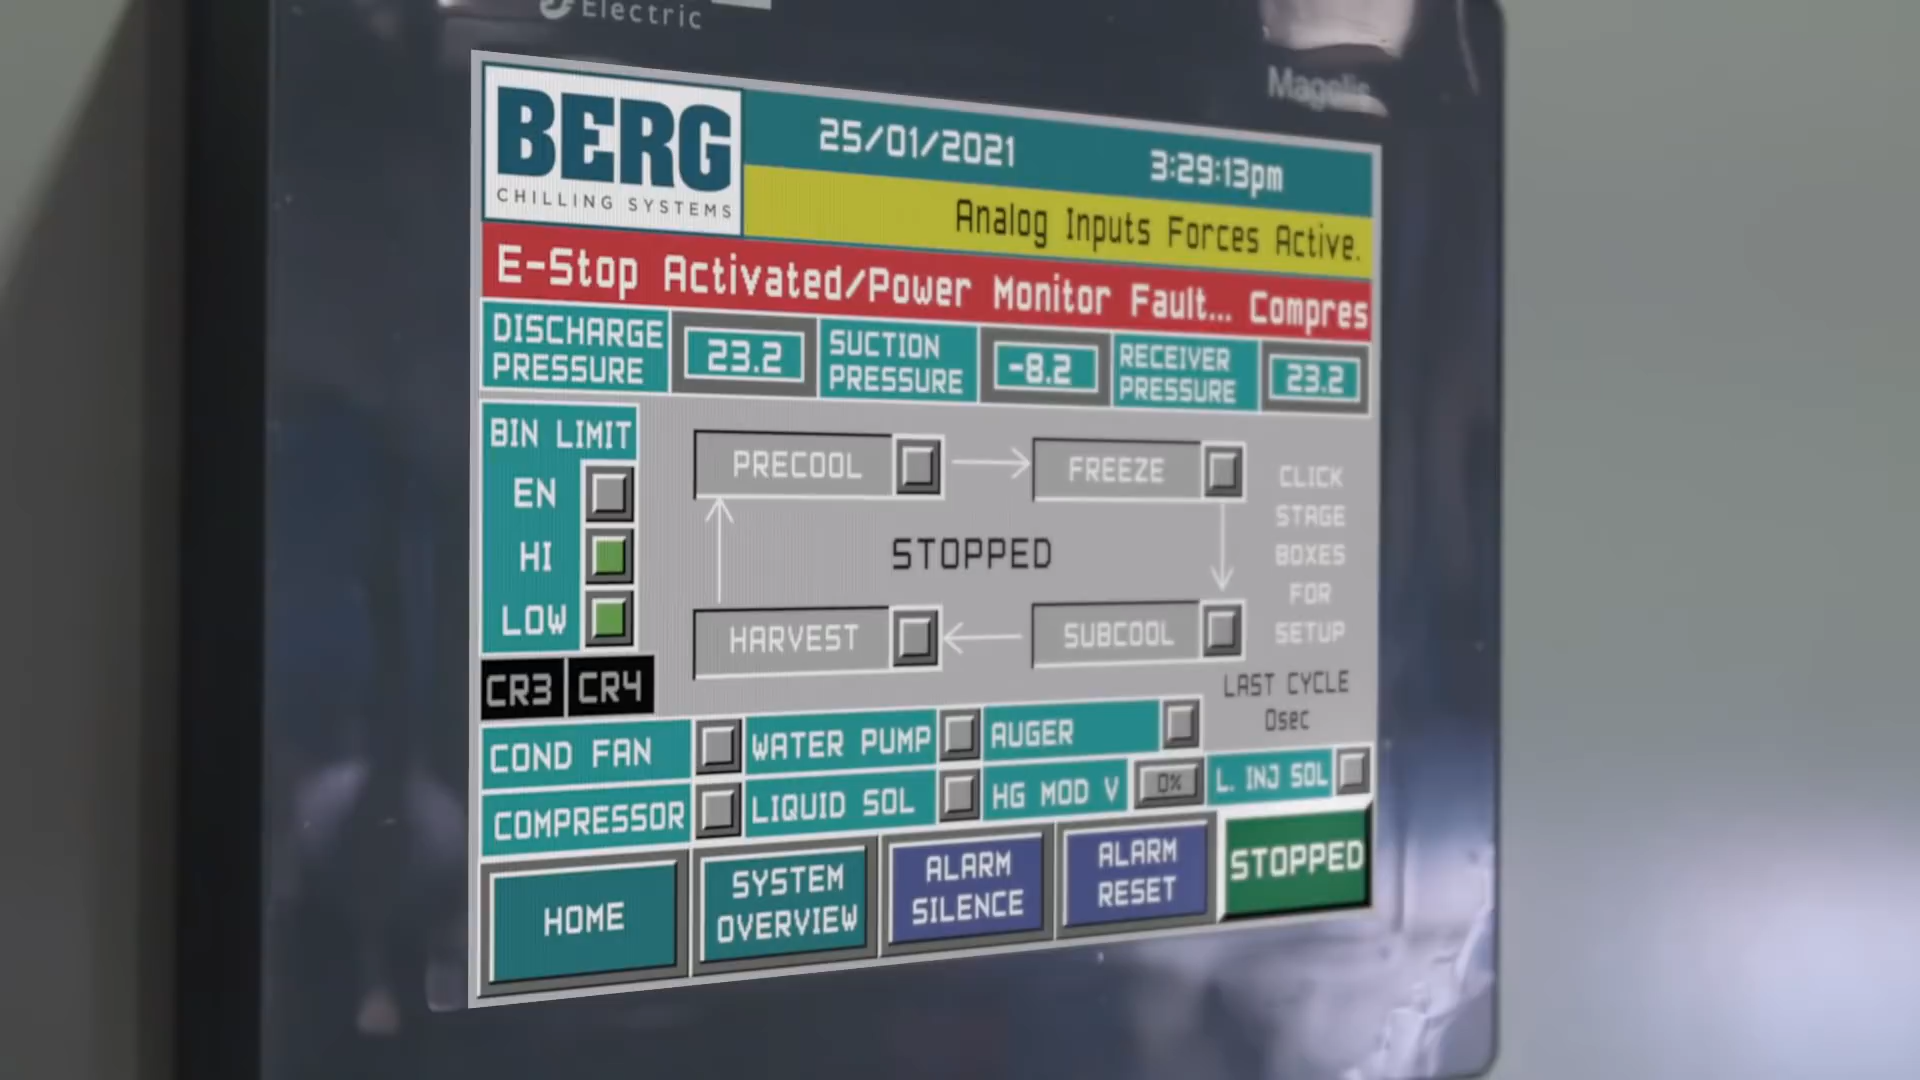 Electric
Magelis
BERG
CHILLING SYSTEMS
25/01/2021 3:29:13pm
Analog Inputs Forces Active.
E-Stop Activated/Power Monitor Fault... Compres
DISCHARGE
PRESSURE
23.2
SUCTION
PRESSURE
-8.2
RECEIVER
PRESSURE
23.2
BIN LIMIT
EN
HI
LOW
CR3 CR4
PRECOOL
FREEZE
STOPPED
HARVEST
SUBCOOL
CLICK
STAGE
BOXES
FOR
SETUP
LAST CYCLE
0sec
COND FAN
WATER PUMP
AUGER
COMPRESSOR
LIQUID SOL
HG MOD V
0%
L. INJ SOL
HOME
SYSTEM
OVERVIEW
ALARM
SILENCE
ALARM
RESET
STOPPED